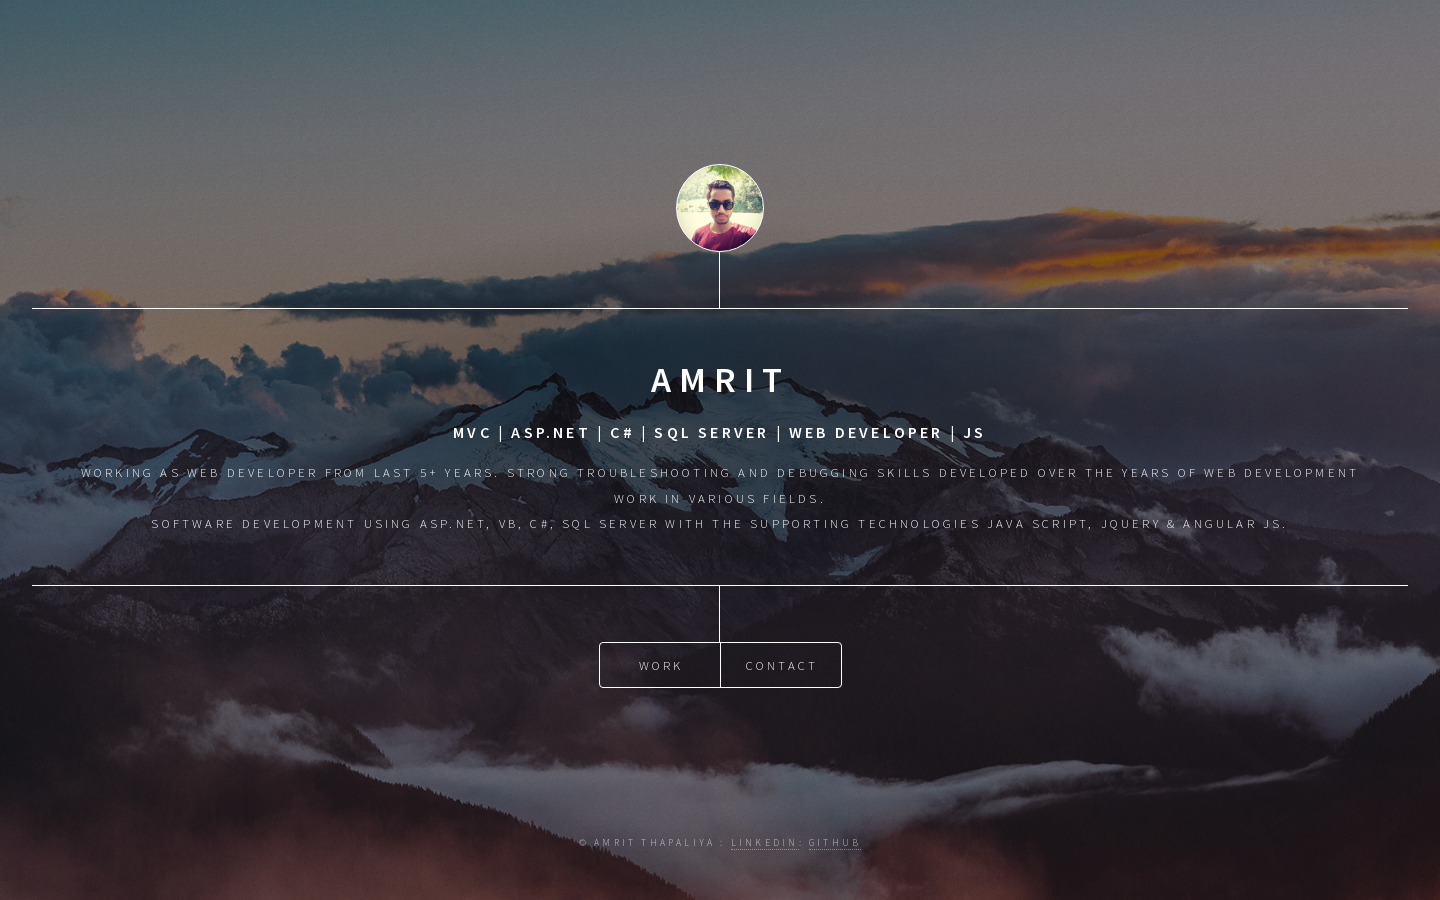 AMRIT
MVC | ASP.NET | C# | SQL SERVER | WEB DEVELOPER | JS
WORKING AS WEB DEVELOPER FROM LAST 5+ YEARS. STRONG TROUBLESHOOTING AND DEBUGGING SKILLS DEVELOPED OVER THE YEARS OF WEB DEVELOPMENT
WORK IN VARIOUS FIELDS.
SOFTWARE DEVELOPMENT USING ASP.NET, VB, C#, SQL SERVER WITH THE SUPPORTING TECHNOLOGIES JAVA SCRIPT, JQUERY & ANGULAR JS.
WORK CONTACT
© AMRIT THAPALIYA : LINKEDIN: GITHUB